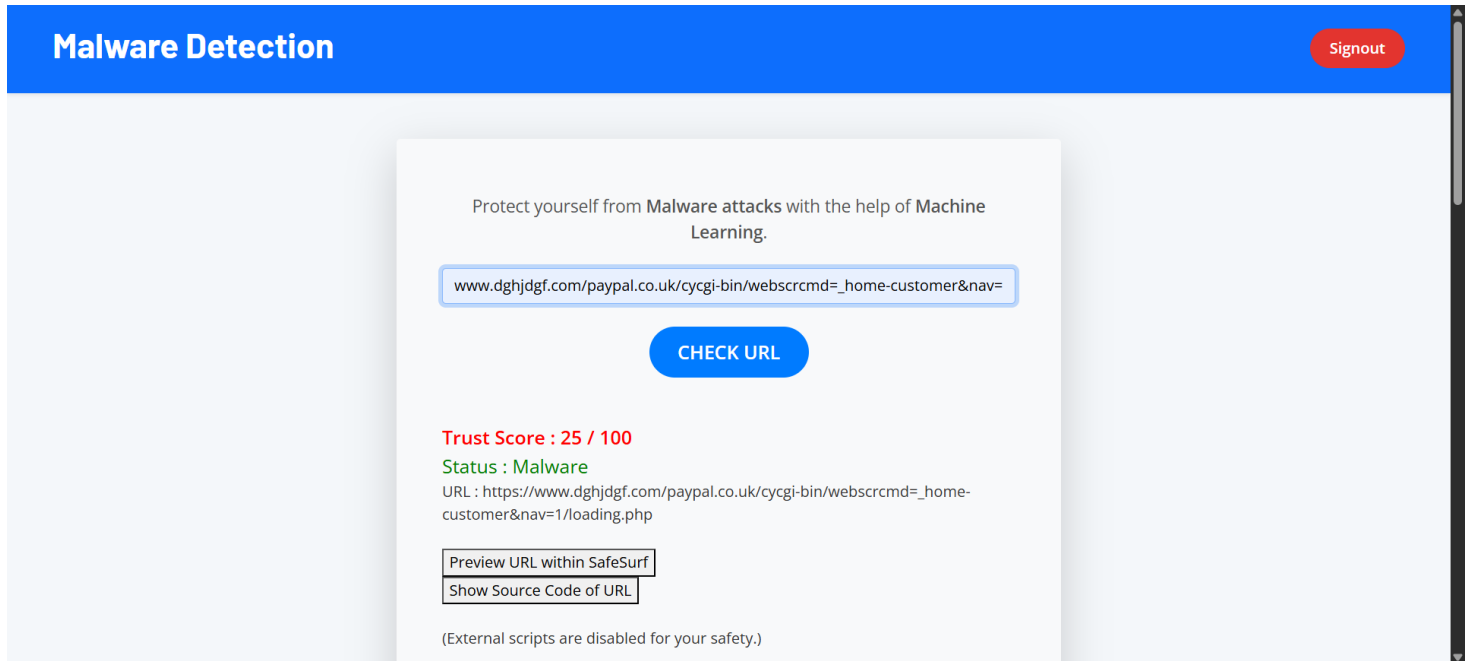 Malware Detection
Signout
Protect yourself from Malware attacks with the help of Machine
Learning.
www.dghjdgf.com/paypal.co.uk/cycgi-bin/webscrcmd=_home-customer&nav=
CHECK URL
Trust Score : 25 / 100
Status : Malware
URL : https://www.dghjdgf.com/paypal.co.uk/cycgi-bin/webscrcmd=_home-
customer&nav=1/loading.php
Preview URL within SafeSurf
Show Source Code of URL
(External scripts are disabled for your safety.)